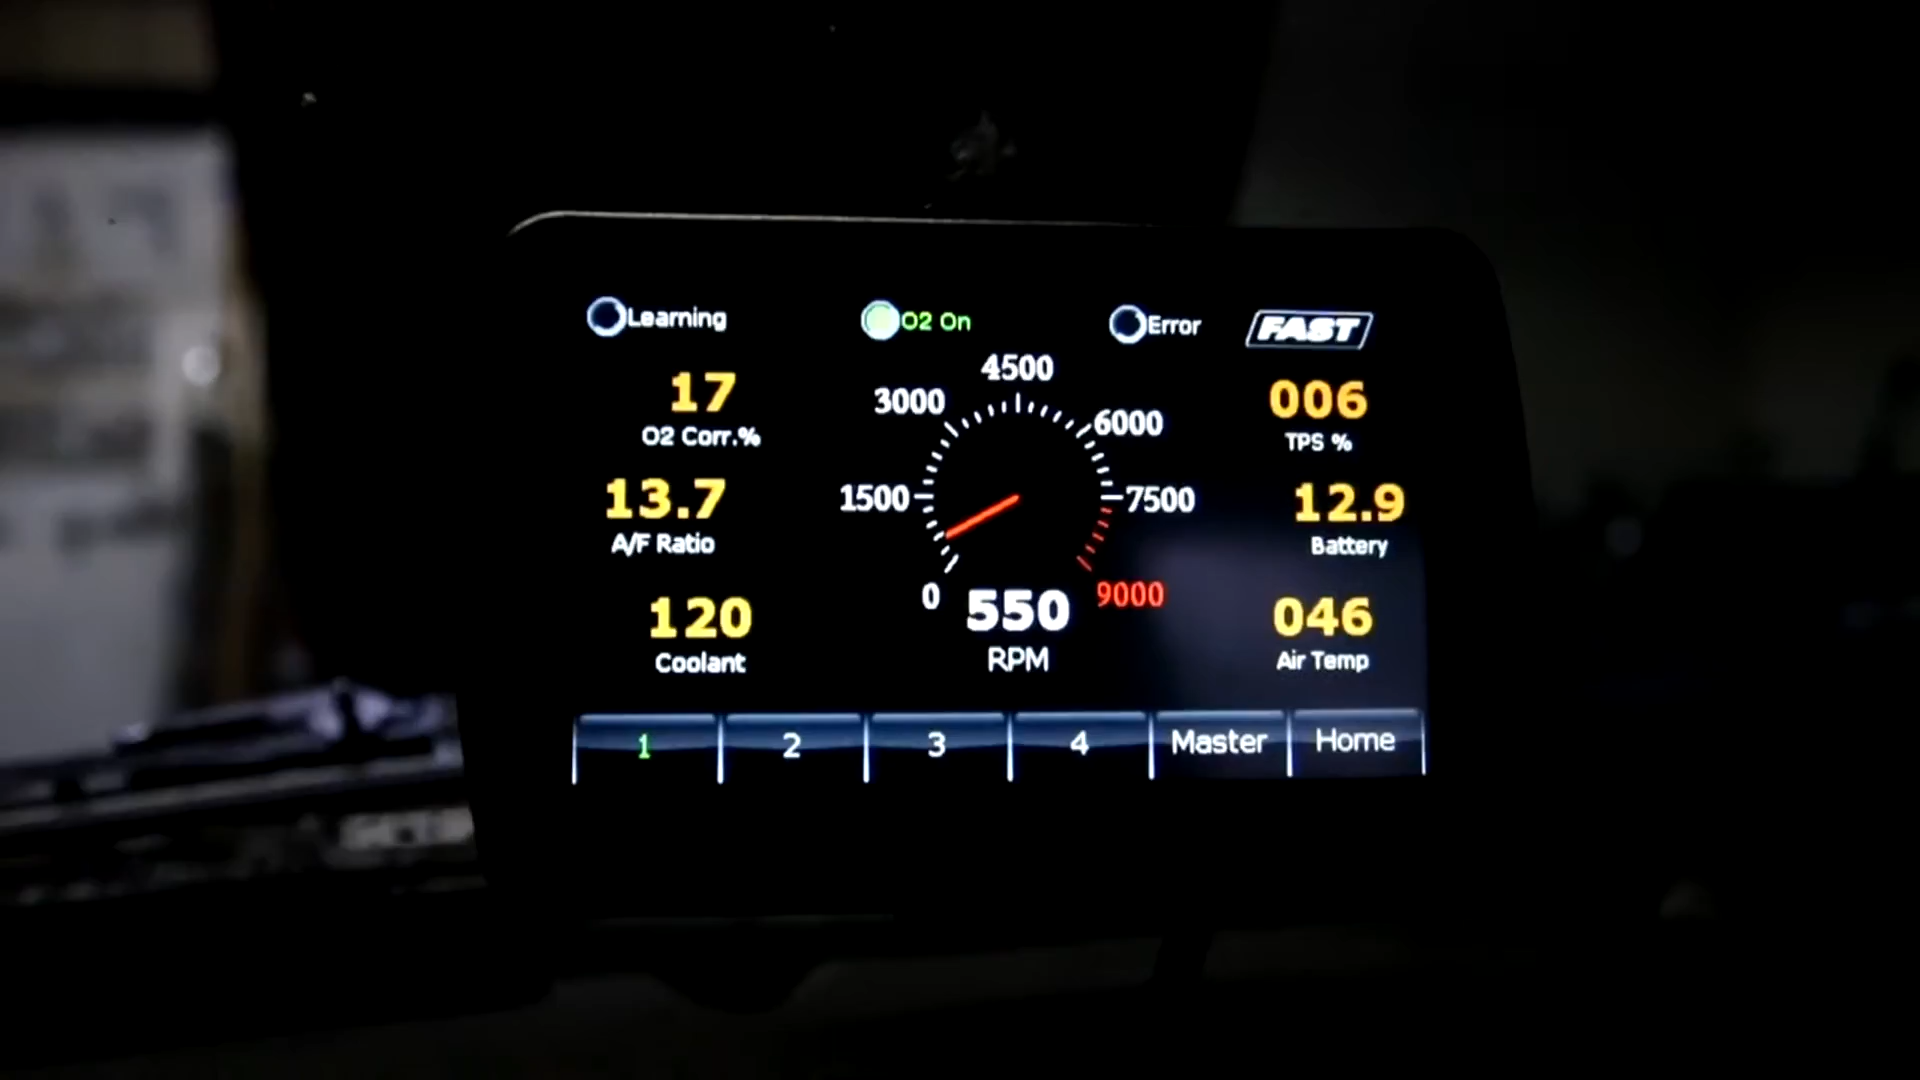 Learning
O2 On
Error
FAST
17
O2 Corr.%
13.7
A/F Ratio
120
Coolant
0
1500
3000
4500
6000
7500
9000
550
RPM
006
TPS %
12.9
Battery
046
Air Temp
1
2
3
4
Master
Home